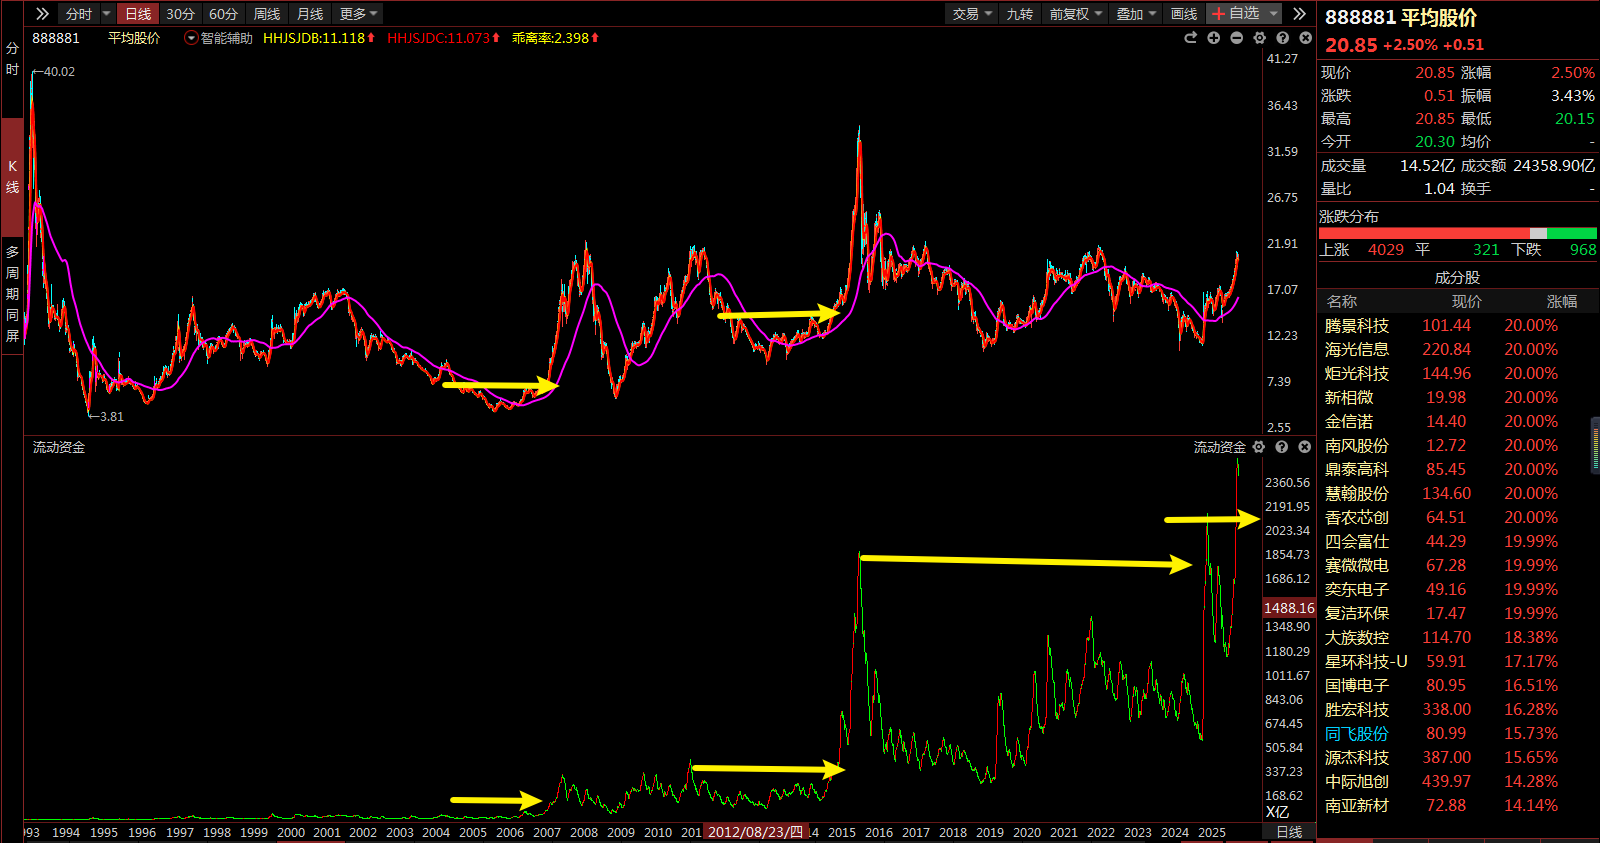 分时 日线 30分 60分 周线 月线 更多 交易 九转 前复权 叠加 画线 +自选
888881 平均股价 智能辅助 HHJSJDB:11.118 HHJSJDC:11.073 乖离率:2.398
分时
K线
多周期同屏
←40.02
←3.81
41.27
36.43
31.59
26.75
21.91
17.07
12.23
7.39
2.55
流动资金 流动资金
2360.56
2191.95
2023.34
1854.73
1686.12
1488.16
1348.90
1180.29
1011.67
843.06
674.45
505.84
337.23
168.62
X亿
93 1994 1995 1996 1997 1998 1999 2000 2001 2002 2003 2004 2005 2006 2007 2008 2009 2010 201 2012/08/23/四 14 2015 2016 2017 2018 2019 2020 2021 2022 2023 2024 2025 日线
888881 平均股价
20.85 +2.50% +0.51
现价 20.85 涨幅 2.50%
涨跌 0.51 振幅 3.43%
最高 20.85 最低 20.15
今开 20.30 均价 -
成交量 14.52亿 成交额 24358.90亿
量比 1.04 换手 -
涨跌分布
上涨 4029 平 321 下跌 968
成分股
名称 现价 涨幅
腾景科技 101.44 20.00%
海光信息 220.84 20.00%
炬光科技 144.96 20.00%
新相微 19.98 20.00%
金信诺 14.40 20.00%
南风股份 12.72 20.00%
鼎泰高科 85.45 20.00%
慧翰股份 134.60 20.00%
香农芯创 64.51 20.00%
四会富仕 44.29 19.99%
赛微微电 67.28 19.99%
奕东电子 49.16 19.99%
复洁环保 17.47 19.99%
大族数控 114.70 18.38%
星环科技-U 59.91 17.17%
国博电子 80.95 16.51%
胜宏科技 338.00 16.28%
同飞股份 80.99 15.73%
源杰科技 387.00 15.65%
中际旭创 439.97 14.28%
南亚新材 72.88 14.14%